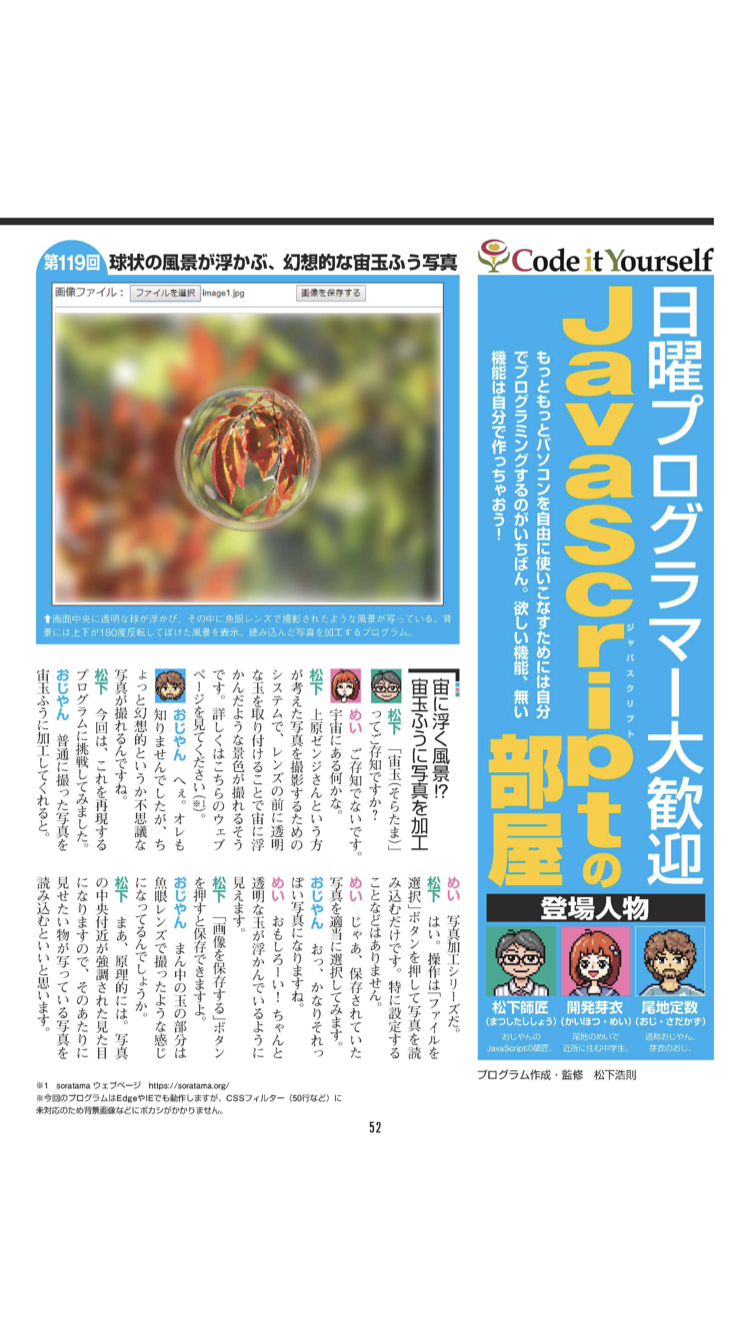 Code it Yourself
日曜プログラマー大歓迎
JavaScriptの
ジャバスクリプト
部屋
もっともっとパソコンを自由に使いこなすためには自分
でプログラミングするのがいちばん。欲しい機能、無い
機能は自分で作っちゃおう!
登場人物
尾地定数
(おじ・さだかず)
通称おじやん。
芽衣のおじ。
開発芽衣
(かいはつ・めい)
尾地のめいで
近所に住む中学生。
松下師匠
(まつしたししょう)
おじやんの
JavaScriptの師匠。
プログラム作成・監修 松下浩則
第119回 球状の風景が浮かぶ、幻想的な宙玉ふう写真
画像ファイル: ファイルを選択 image1.jpg 画像を保存する
⬆画面中央に透明な球が浮かび、その中に魚眼レンズで撮影されたような風景が写っている。背
景には上下が180度反転してぼけた風景を表示。読み込んだ写真を加工するプログラム。
宙に浮く風景!?
宙玉ふうに写真を加工
松下 「宙玉(そらたま)」
ってご存知ですか?
めい ご存知でないです。
宇宙にある何かな。
松下 上原ゼンジさんという方
が考えた写真を撮影するための
システムで、レンズの前に透明
な玉を取り付けることで宙に浮
かんだような景色が撮れるそう
です。詳しくはこちらのウェブ
ページを見てください(※1)。
おじやん へぇ。オレも
知りませんでしたが、ち
ょっと幻想的というか不思議な
写真が撮れるんですね。
松下 今回は、これを再現する
プログラムに挑戦してみました。
おじやん 普通に撮った写真を
宙玉ふうに加工してくれると。
めい 写真加工シリーズだ。
松下 はい。操作は「ファイルを
選択」ボタンを押して写真を読
み込むだけです。特に設定する
ことなどはありません。
めい じゃあ、保存されていた
写真を適当に選択してみます。
おじやん おっ、かなりそれっ
ぽい写真になりますね。
めい おもしろーい! ちゃんと
透明な玉が浮かんでいるように
見えます。
松下 「画像を保存する」ボタン
を押すと保存できますよ。
おじやん まん中の玉の部分は
魚眼レンズで撮ったような感じ
になってるんでしょうか。
松下 まあ、原理的には。写真
の中央付近が強調された見た目
になりますので、そのあたりに
見せたい物が写っている写真を
読み込むといいと思います。
※1 soratama ウェブページ https://soratama.org/
※今回のプログラムはEdgeやIEでも動作しますが、CSSフィルター(50行など)に
未対応のため背景画像などにボカシがかかりません。
52